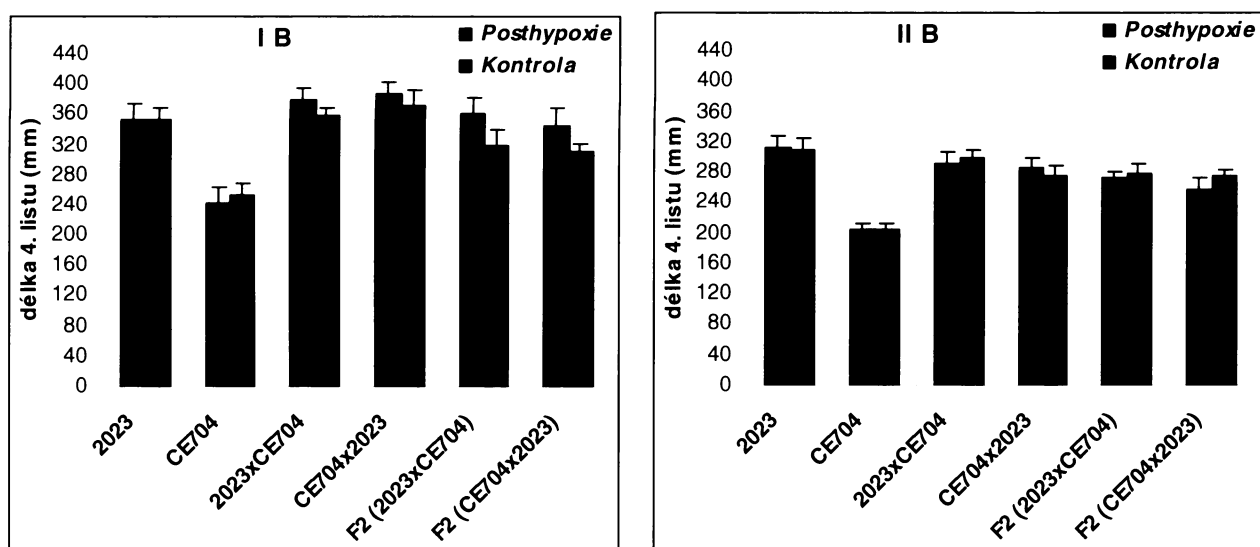 I B
Posthypoxie
Kontrola
délka 4. listu (mm)
440
400
360
320
280
240
200
160
120
80
40
0
2023
CE704
2023xCE704
CE704x2023
F2 (2023xCE704)
F2 (CE704x2023)
II B
Posthypoxie
Kontrola
délka 4. listu (mm)
440
400
360
320
280
240
200
160
120
80
40
0
2023
CE704
2023xCE704
CE704x2023
F2 (2023xCE704)
F2 (CE704x2023)